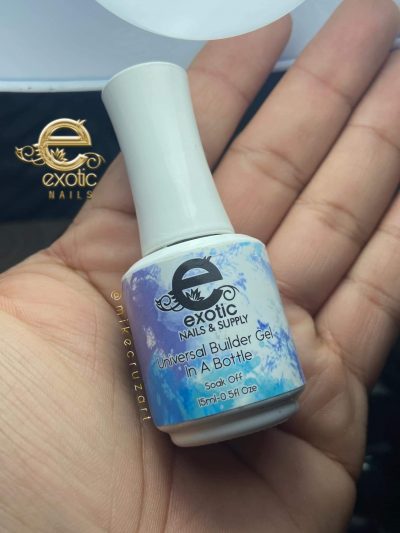 e
exotic
NAILS
@mikecruzart
e
exotic
NAILS & SUPPLY
Universal Builder Gel
In A Bottle
Soak Off
15ml-0.5fl Oze